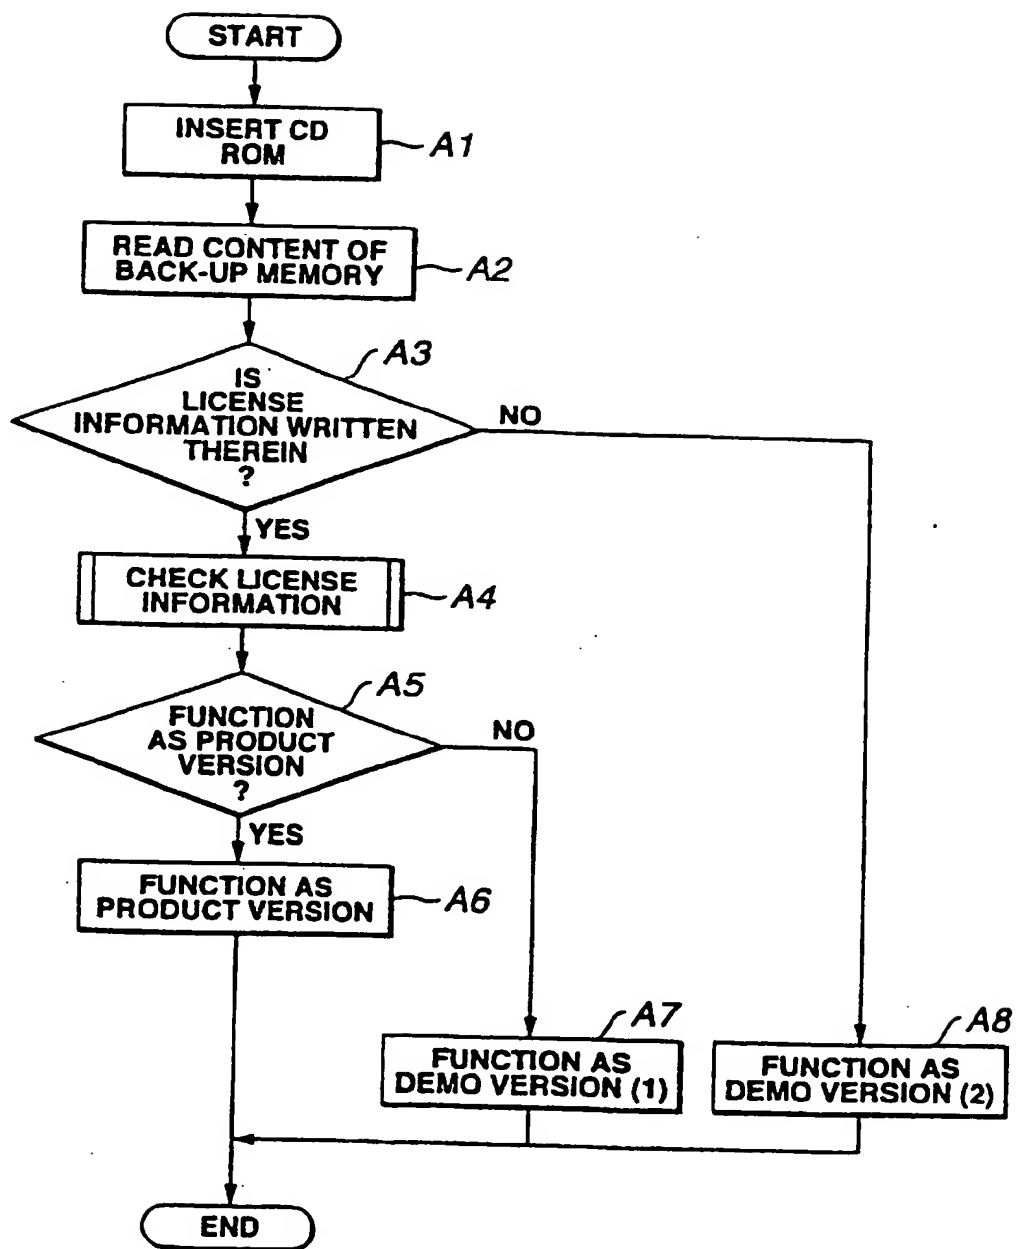 START
INSERT CD
ROM
A1
READ CONTENT OF
BACK-UP MEMORY
A2
A3
IS
LICENSE
INFORMATION WRITTEN
THEREIN
?
NO
YES
CHECK LICENSE
INFORMATION
A4
A5
FUNCTION
AS PRODUCT
VERSION
?
NO
YES
FUNCTION AS
PRODUCT VERSION
A6
A7
FUNCTION AS
DEMO VERSION (1)
A8
FUNCTION AS
DEMO VERSION (2)
END